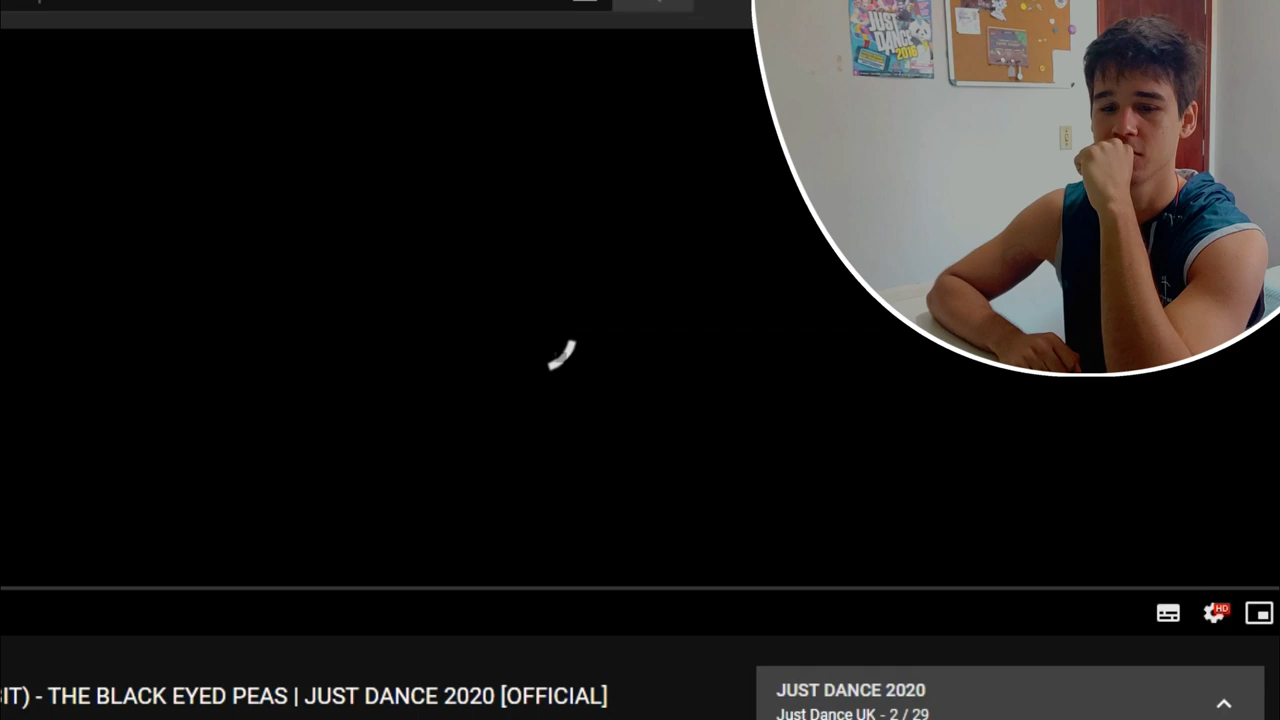 JUST
DANCE
2016
HD
IT) - THE BLACK EYED PEAS | JUST DANCE 2020 [OFFICIAL]
JUST DANCE 2020
Just Dance UK - 2 / 29